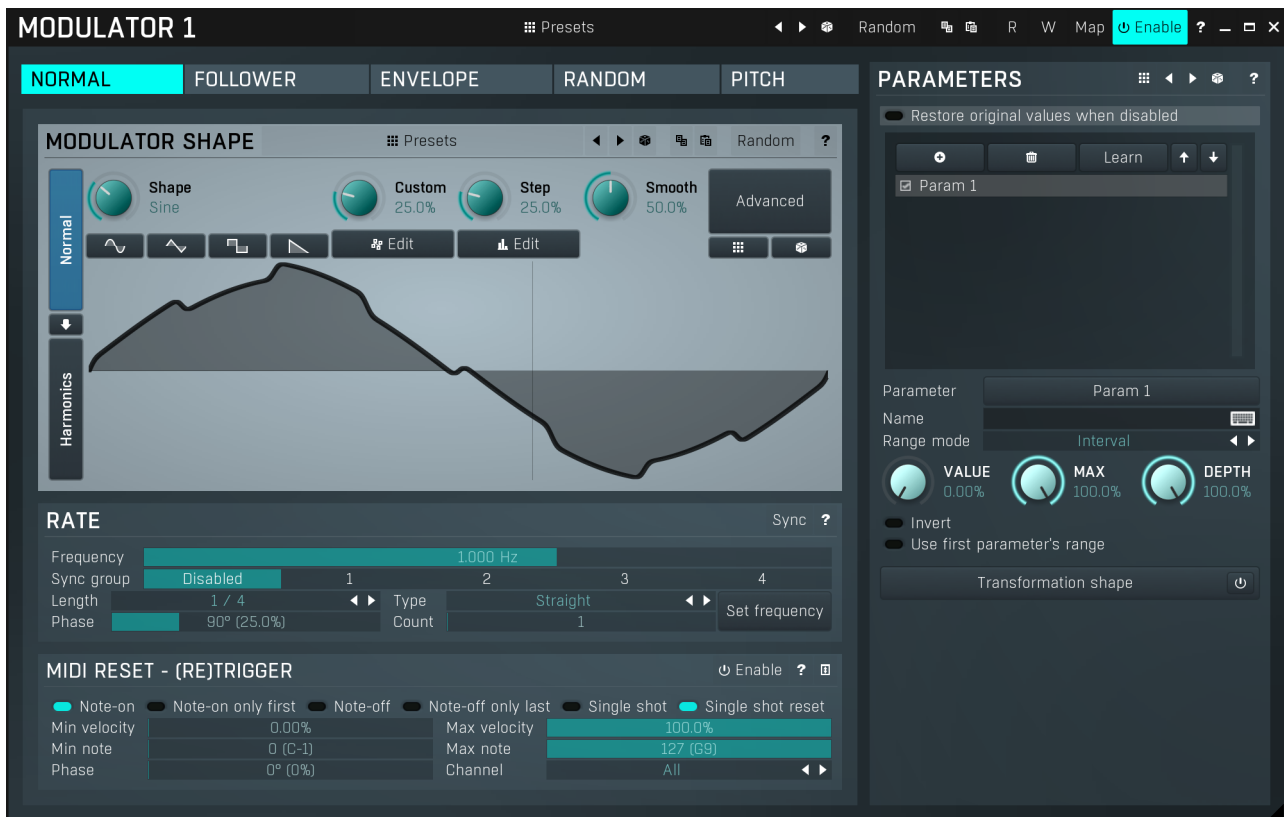 MODULATOR 1 Presets Random R W Map Enable ?
NORMAL FOLLOWER ENVELOPE RANDOM PITCH
MODULATOR SHAPE Presets Random ?
Normal
Harmonics
Shape
Sine
Custom
25.0%
Step
25.0%
Smooth
50.0%
Advanced
Edit Edit
RATE Sync ?
Frequency 1.000 Hz
Sync group Disabled 1 2 3 4
Length 1 / 4 Type Straight
Phase 90° (25.0%) Count 1
Set frequency
MIDI RESET - (RE)TRIGGER Enable ?
Note-on Note-on only first Note-off Note-off only last Single shot Single shot reset
Min velocity 0.00% Max velocity 100.0%
Min note 0 (C-1) Max note 127 (G9)
Phase 0° (0%) Channel All
PARAMETERS ?
Restore original values when disabled
Learn
Param 1
Parameter Param 1
Name
Range mode Interval
VALUE
0.00%
MAX
100.0%
DEPTH
100.0%
Invert
Use first parameter's range
Transformation shape